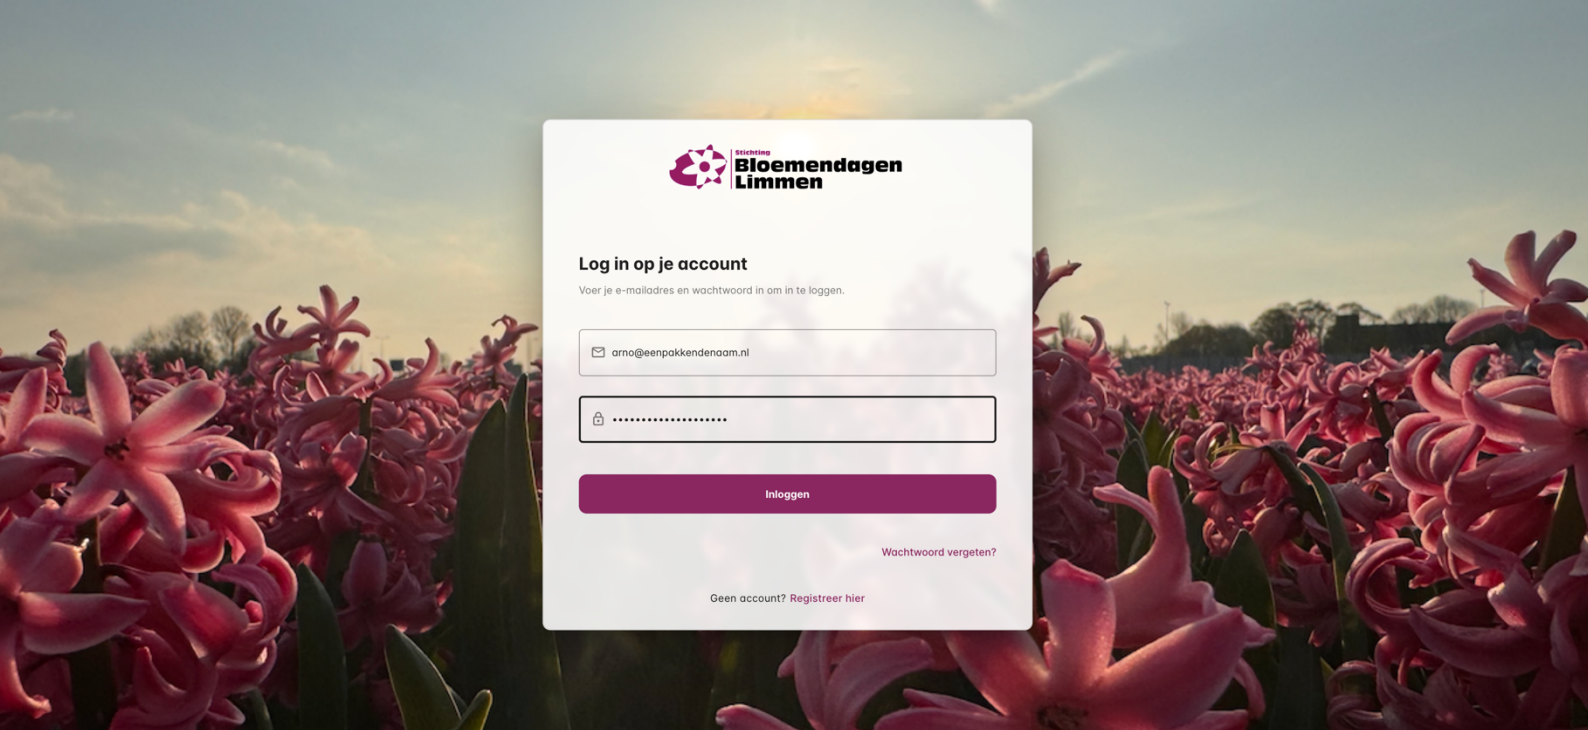 Stichting
Bloemendagen
Limmen
Log in op je account
Voer je e-mailadres en wachtwoord in om in te loggen.
arno@eenpakkendenaam.nl
••••••••••••••••••••
Inloggen
Wachtwoord vergeten?
Geen account? Registreer hier